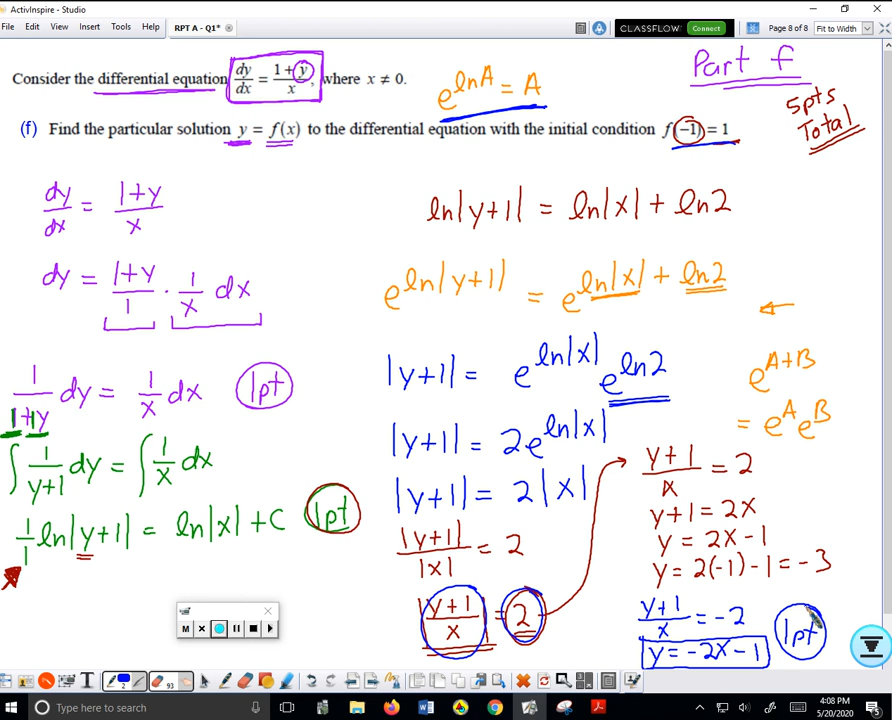 ActivInspire - Studio
File Edit View Insert Tools Help RPT A - Q1* CLASSFLOW Connect Page 8 of 8 Fit to Width
Part f
Consider the differential equation dy/dx = 1 + y/x, where x ≠ 0.
e^lnA = A
5pts
Total
(f) Find the particular solution y = f(x) to the differential equation with the initial condition f(−1) = 1
dy/dx = 1+y/x
dy = 1+y/1 · 1/x dx
1/1+1y dy = 1/x dx 1pt
∫ 1/y+1 dy = ∫ 1/x dx
1/1 ln|y+1| = ln|x| + C 1pt
ln|y+1| = ln|x| + ln2
e^ln|y+1| = e^ln|x| + ln2
|y+1| = e^ln|x| e^ln2
|y+1| = 2e^ln|x|
|y+1| = 2|x|
|y+1|/|x| = 2
|y+1/x| = 2
e^A+B
= e^A e^B
y+1/x = 2
y+1 = 2x
y = 2x-1
y = 2(-1)-1 = -3
y+1/x = -2
y = -2x-1
1pt
M
2
93
Type here to search
4:08 PM
5/20/2020
5